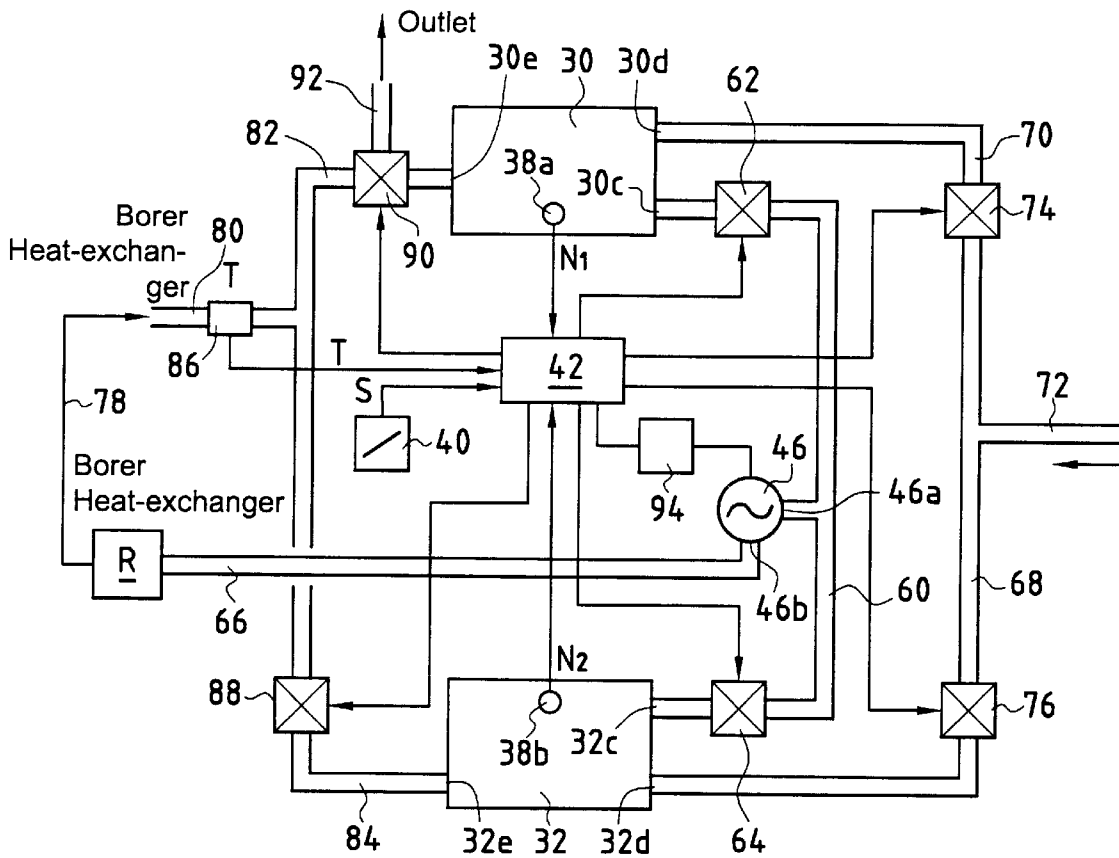 Outlet
30e
30
30d
62
92
82
38a
30c
70
74
Borer
Heat-exchan-
ger
80
T
90
N1
86
T
42
S
40
72
78
Borer
Heat-exchanger
94
46
46a
R
66
46b
60
68
N2
88
38b
32c
76
84
32e
32
32d
64